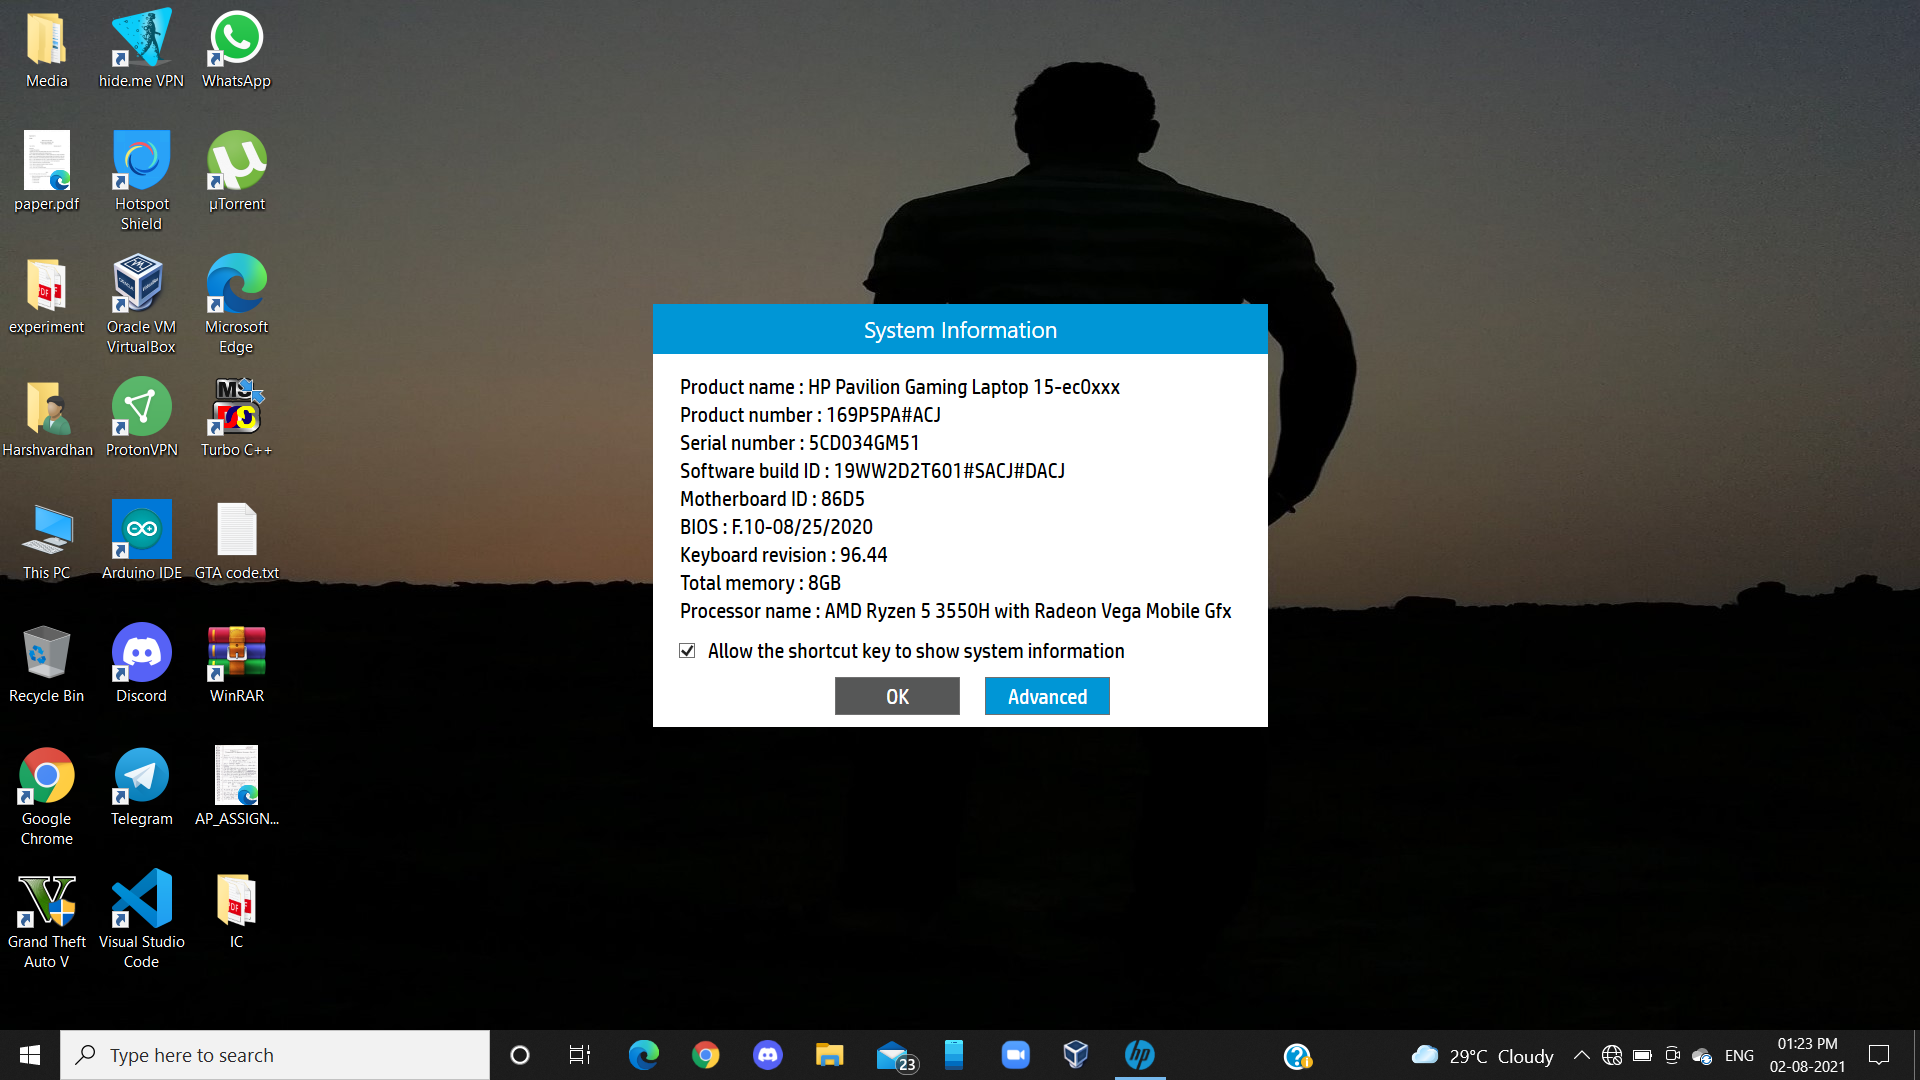 Media
hide.me VPN
WhatsApp
paper.pdf
Hotspot
Shield
µTorrent
experiment
Oracle VM
VirtualBox
Microsoft
Edge
Harshvardhan
ProtonVPN
Turbo C++
This PC
Arduino IDE
GTA code.txt
Recycle Bin
Discord
WinRAR
Google
Chrome
Telegram
AP_ASSIGN...
Grand Theft
Auto V
Visual Studio
Code
IC
System Information
Product name : HP Pavilion Gaming Laptop 15-ec0xxx
Product number : 169P5PA#ACJ
Serial number : 5CD034GM51
Software build ID : 19WW2D2T601#SACJ#DACJ
Motherboard ID : 86D5
BIOS : F.10-08/25/2020
Keyboard revision : 96.44
Total memory : 8GB
Processor name : AMD Ryzen 5 3550H with Radeon Vega Mobile Gfx
Allow the shortcut key to show system information
OK
Advanced
Type here to search
23
29°C Cloudy
ENG
01:23 PM
02-08-2021